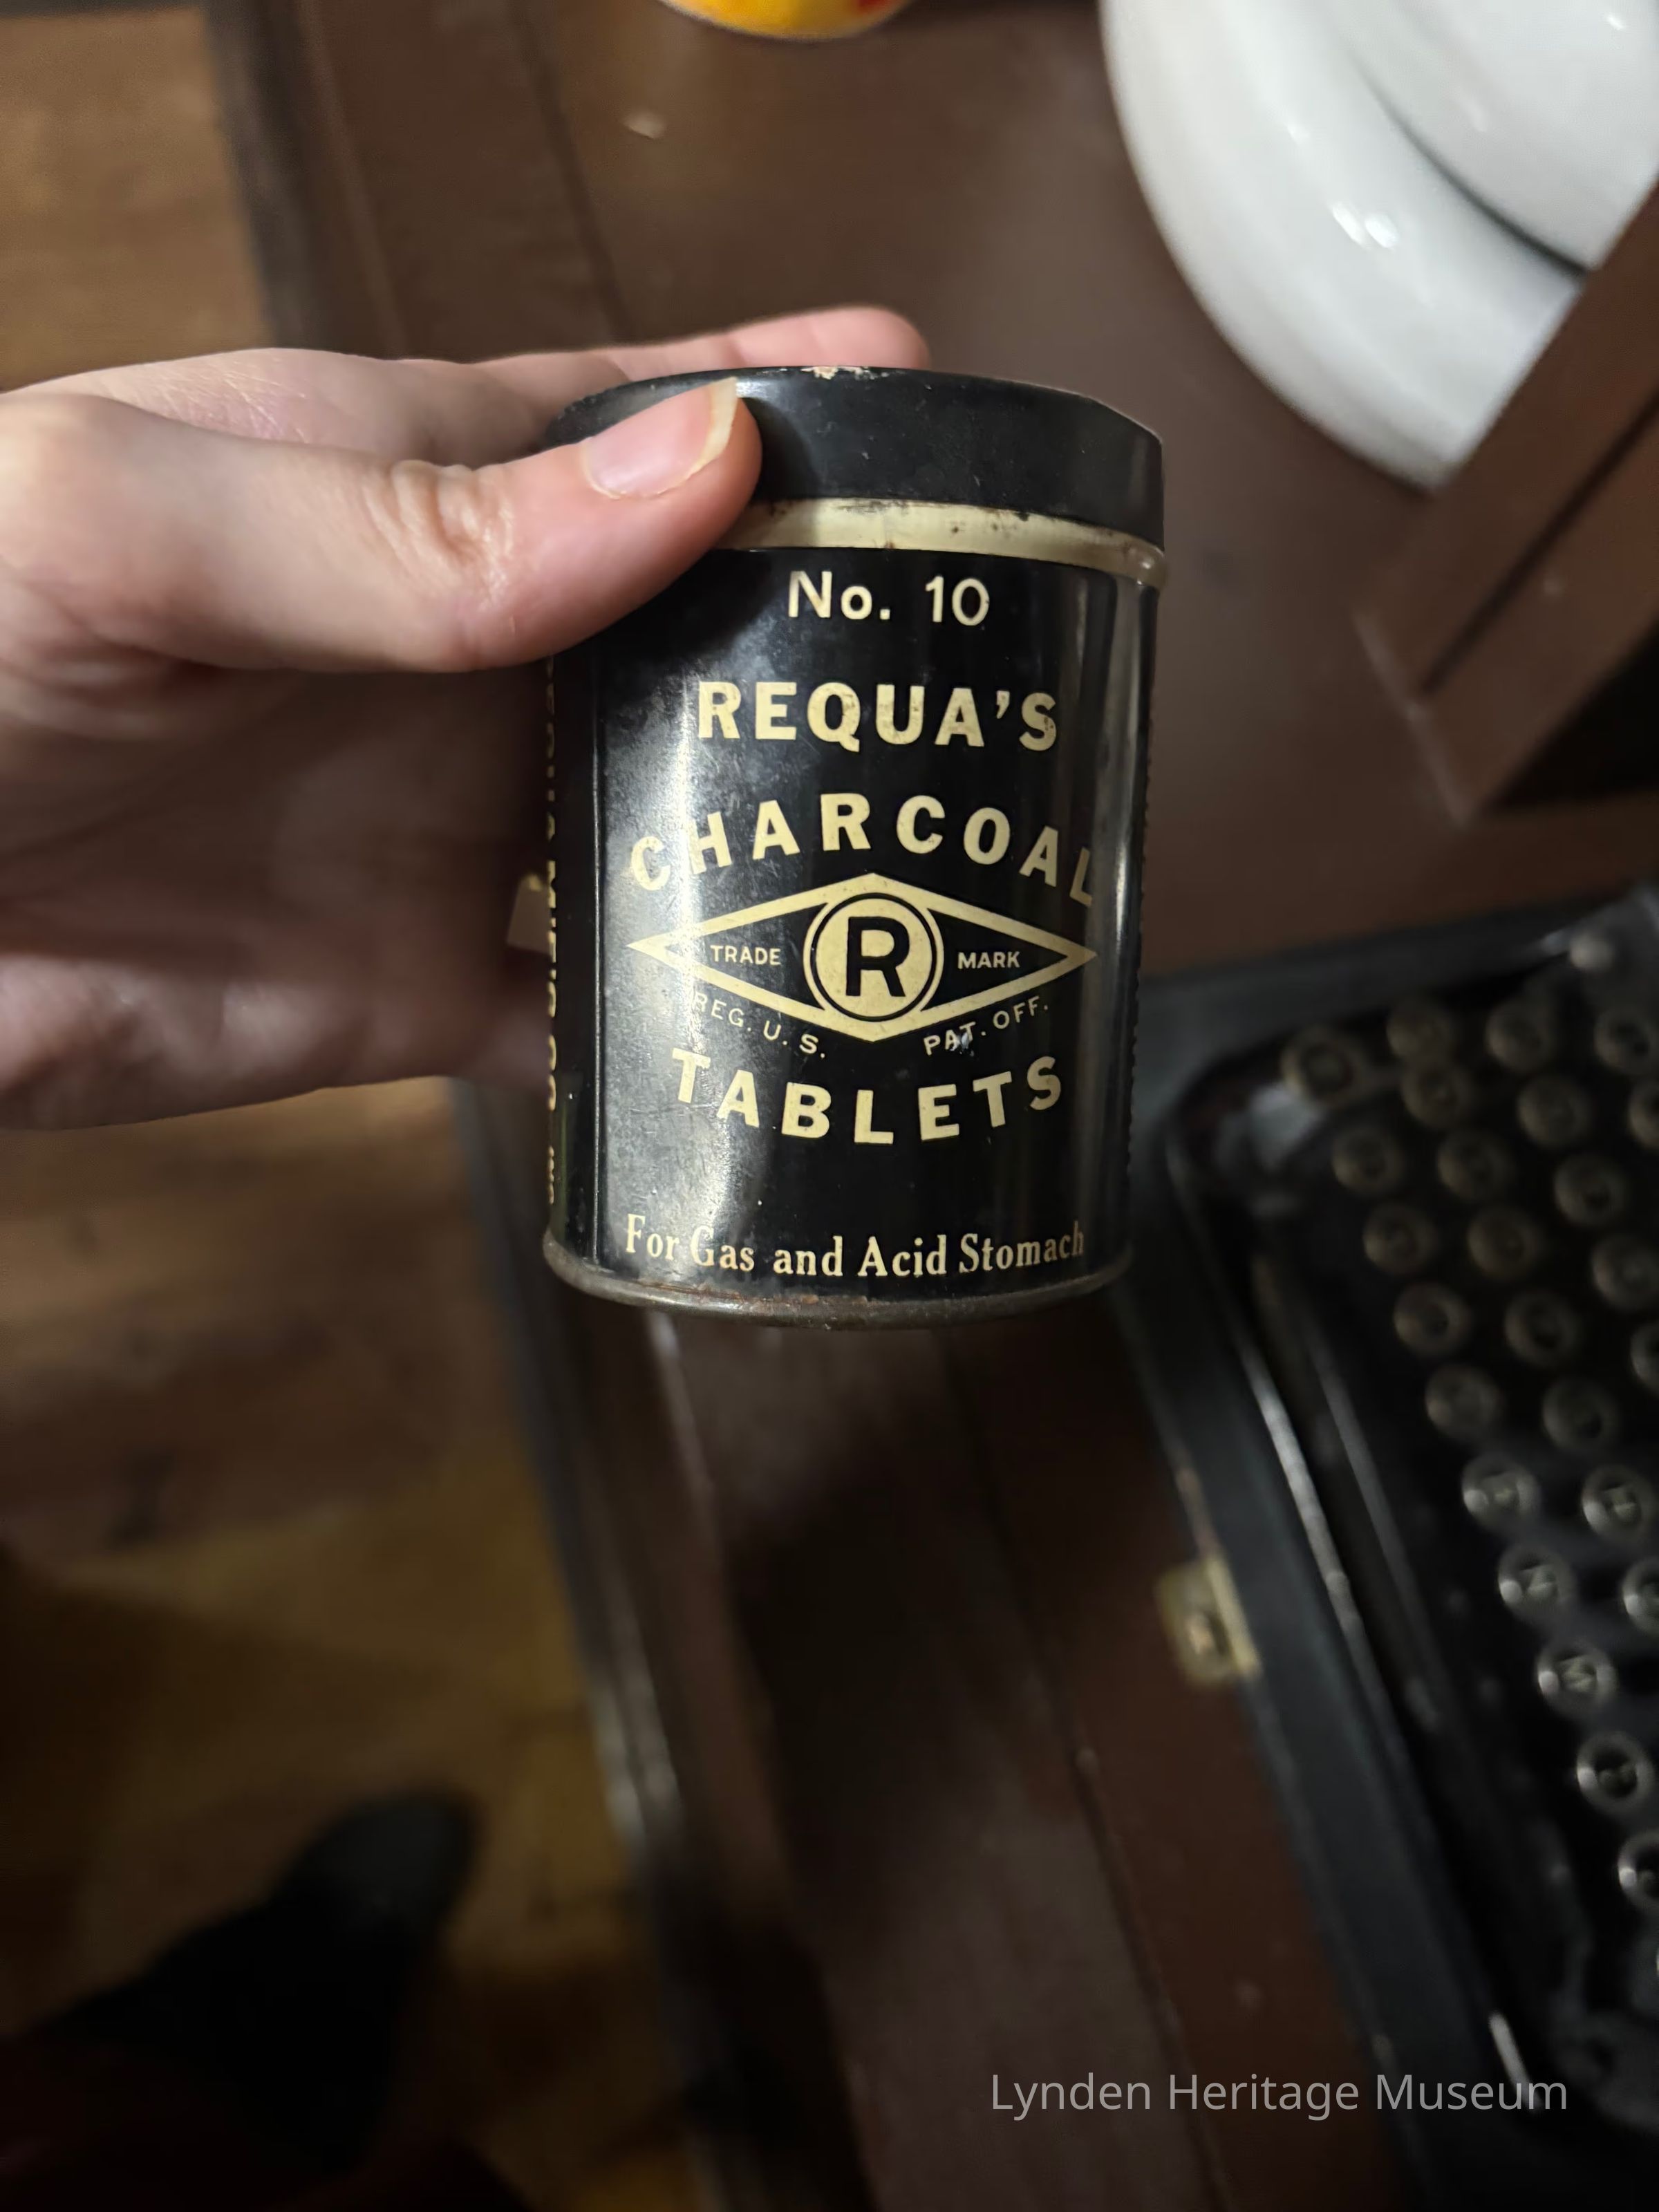 No. 10
REQUA'S
CHARCOAL
TRADE R MARK
REG. U. S. PAT. OFF.
TABLETS
For Gas and Acid Stomach
Lynden Heritage Museum